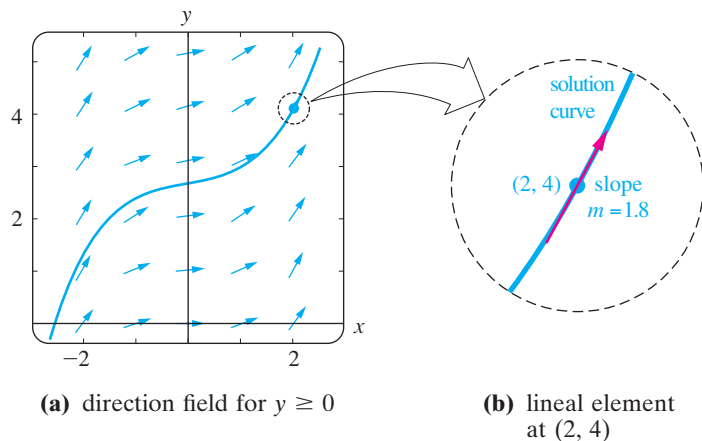 y
4
2
−2
2
x
solution
curve
(2, 4)
slope
m = 1.8
(a) direction field for y ≥ 0
(b) lineal element
at (2, 4)